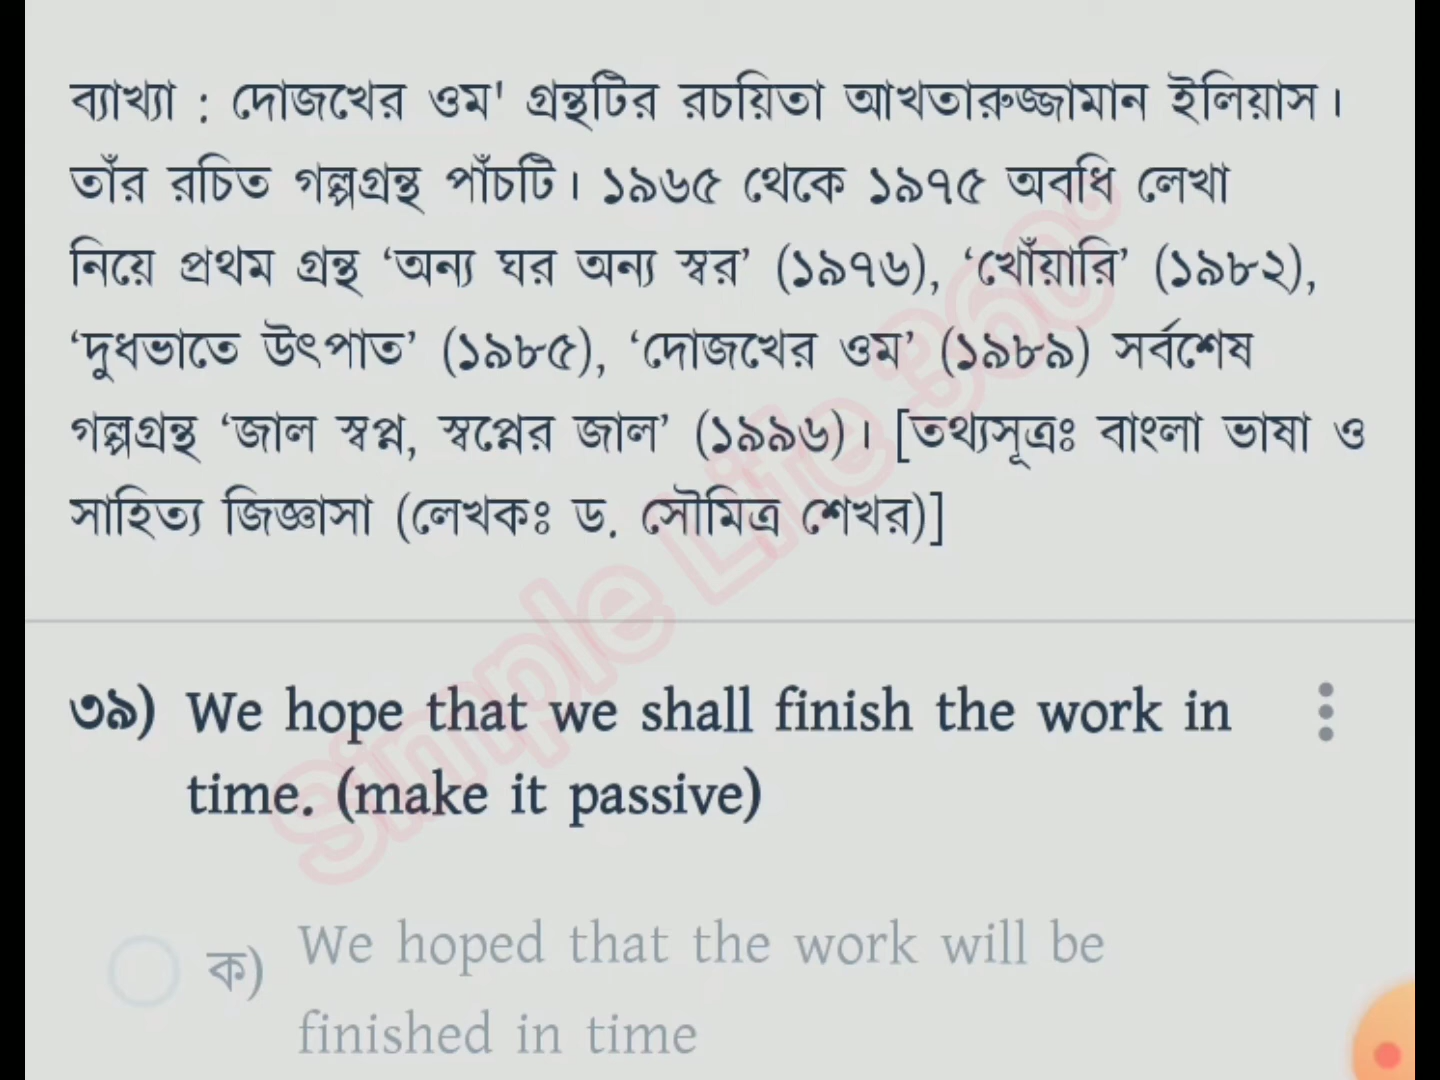 ব্যাখ্যা : দোজখের ওম' গ্রন্থটির রচয়িতা আখতারুজ্জামান ইলিয়াস।
তাঁর রচিত গল্পগ্রন্থ পাঁচটি। ১৯৬৫ থেকে ১৯৭৫ অবধি লেখা
নিয়ে প্রথম গ্রন্থ ‘অন্য ঘর অন্য স্বর’ (১৯৭৬), ‘খোঁয়ারি’ (১৯৮২),
‘দুধভাতে উৎপাত’ (১৯৮৫), ‘দোজখের ওম’ (১৯৮৯) সর্বশেষ
গল্পগ্রন্থ ‘জাল স্বপ্ন, স্বপ্নের জাল’ (১৯৯৬)। [তথ্যসূত্রঃ বাংলা ভাষা ও
সাহিত্য জিজ্ঞাসা (লেখকঃ ড. সৌমিত্র শেখর)]
৩৯) We hope that we shall finish the work in
time. (make it passive)
ক) We hoped that the work will be
finished in time
Simple Life 360°